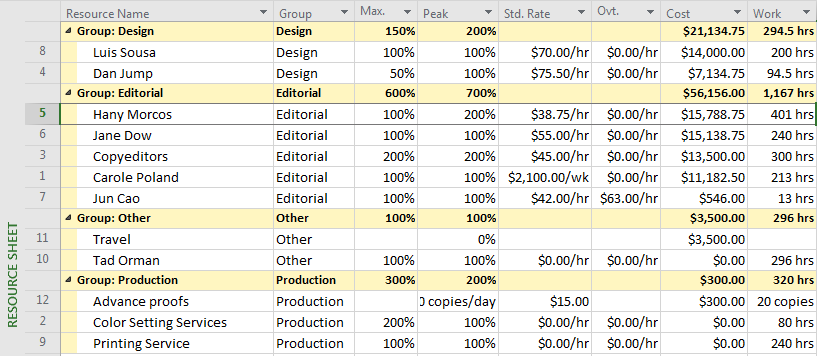 Resource Name Group Max. Peak Std. Rate Ovt. Cost Work
Group: Design Design 150% 200% $21,134.75 294.5 hrs
8 Luis Sousa Design 100% 100% $70.00/hr $0.00/hr $14,000.00 200 hrs
4 Dan Jump Design 50% 100% $75.50/hr $0.00/hr $7,134.75 94.5 hrs
Group: Editorial Editorial 600% 700% $56,156.00 1,167 hrs
5 Hany Morcos Editorial 100% 200% $38.75/hr $0.00/hr $15,788.75 401 hrs
6 Jane Dow Editorial 100% 100% $55.00/hr $0.00/hr $15,138.75 240 hrs
3 Copyeditors Editorial 200% 200% $45.00/hr $0.00/hr $13,500.00 300 hrs
1 Carole Poland Editorial 100% 100% $2,100.00/wk $0.00/hr $11,182.50 213 hrs
7 Jun Cao Editorial 100% 100% $42.00/hr $63.00/hr $546.00 13 hrs
Group: Other Other 100% 100% $3,500.00 296 hrs
11 Travel Other 0% $3,500.00
10 Tad Orman Other 100% 100% $0.00/hr $0.00/hr $0.00 296 hrs
Group: Production Production 300% 200% $300.00 320 hrs
12 Advance proofs Production copies/day $15.00 $300.00 20 copies
2 Color Setting Services Production 200% 100% $0.00/hr $0.00/hr $0.00 80 hrs
9 Printing Service Production 100% 100% $0.00/hr $0.00/hr $0.00 240 hrs
RESOURCE SHEET